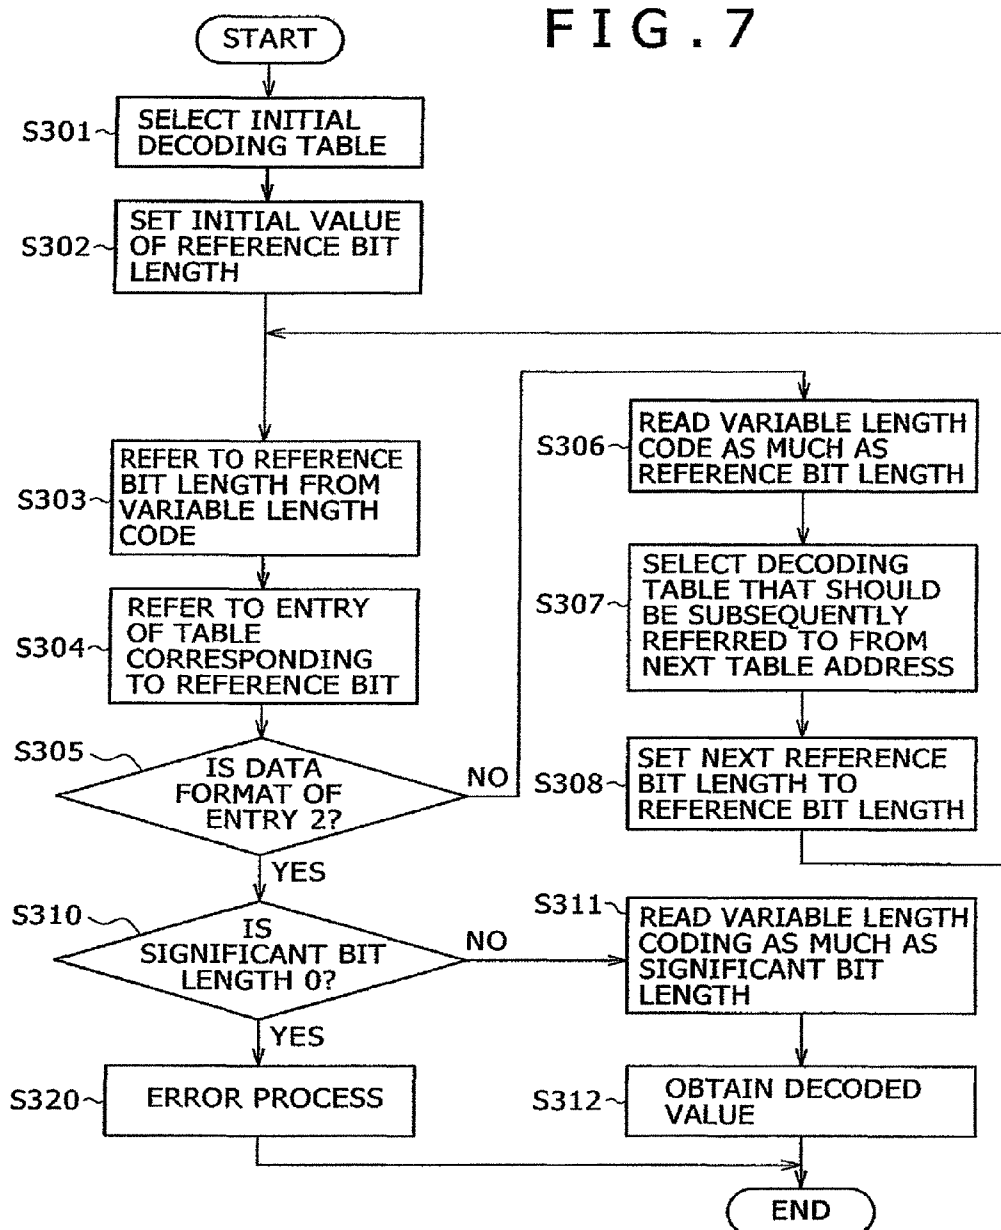 FIG.7
START
S301
SELECT INITIAL
DECODING TABLE
S302
SET INITIAL VALUE
OF REFERENCE BIT
LENGTH
S303
REFER TO REFERENCE
BIT LENGTH FROM
VARIABLE LENGTH
CODE
S304
REFER TO ENTRY
OF TABLE
CORRESPONDING
TO REFERENCE BIT
S305
IS DATA
FORMAT OF
ENTRY 2?
NO
YES
S306
READ VARIABLE LENGTH
CODE AS MUCH AS
REFERENCE BIT LENGTH
S307
SELECT DECODING
TABLE THAT SHOULD
BE SUBSEQUENTLY
REFERRED TO FROM
NEXT TABLE ADDRESS
S308
SET NEXT REFERENCE
BIT LENGTH TO
REFERENCE BIT LENGTH
S310
IS
SIGNIFICANT BIT
LENGTH 0?
NO
YES
S311
READ VARIABLE LENGTH
CODING AS MUCH AS
SIGNIFICANT BIT
LENGTH
S320
ERROR PROCESS
S312
OBTAIN DECODED
VALUE
END